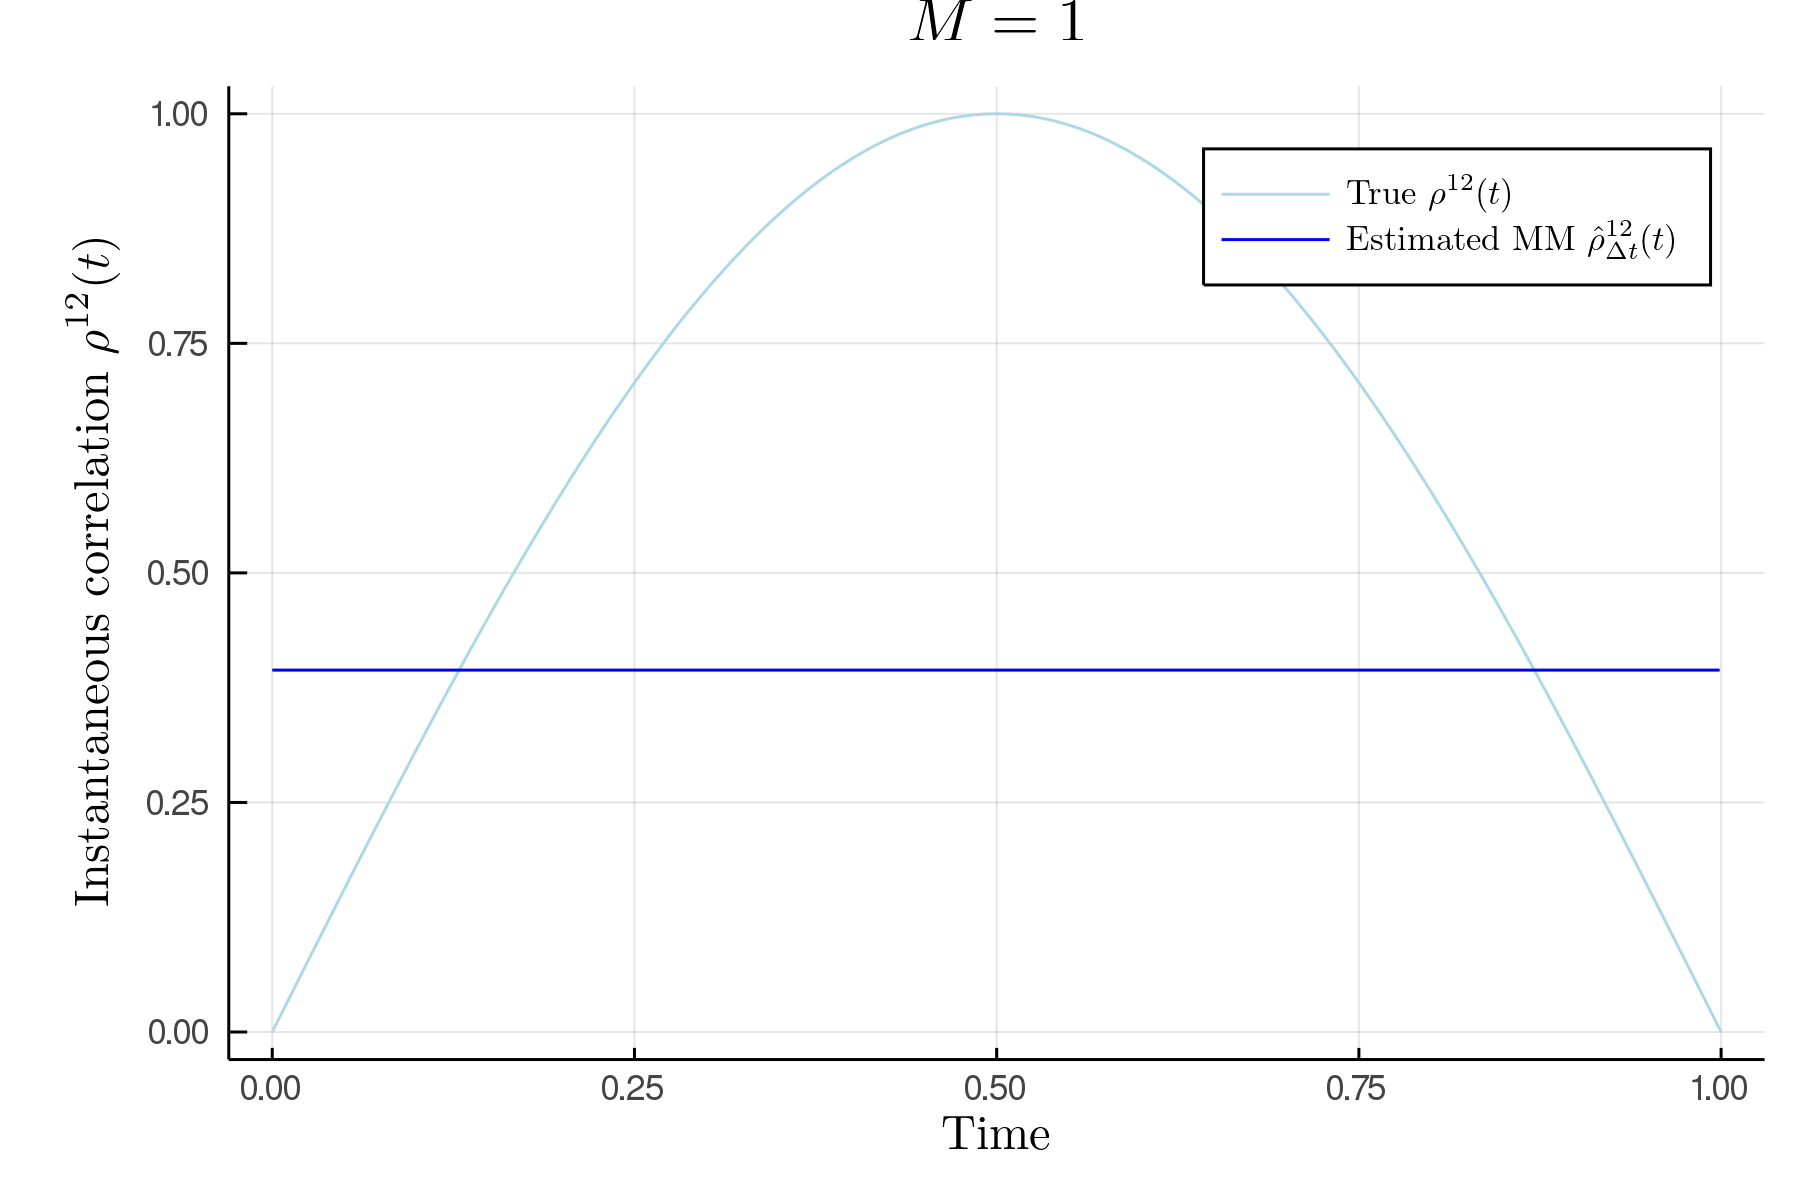 M = 1
Instantaneous correlation ρ¹²(t)
1.00
0.75
0.50
0.25
0.00
True ρ¹²(t)
Estimated MM ρ̂¹²_Δt(t)
0.00 0.25 0.50 0.75 1.00
Time